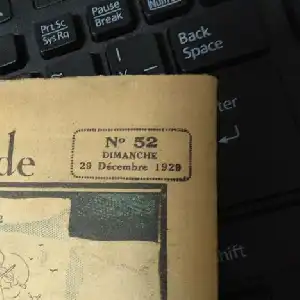 Prt Sc
SysRq
Pause
Break
Back
Space
de
Nº 52
DIMANCHE
29 Décembre 1929